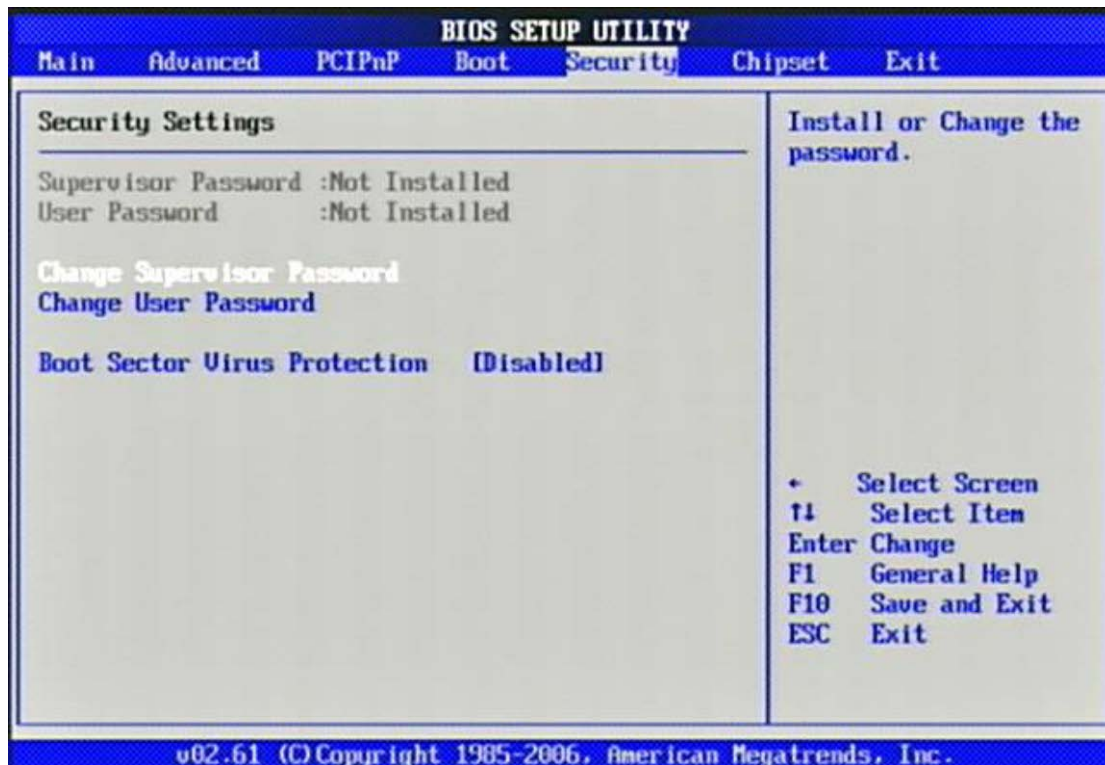 BIOS SETUP UTILITY
Main Advanced PCIPnP Boot Security Chipset Exit
Security Settings
Supervisor Password :Not Installed
User Password :Not Installed
Change Supervisor Password
Change User Password
Boot Sector Virus Protection [Disabled]
Install or Change the
password.
← Select Screen
↑↓ Select Item
Enter Change
F1 General Help
F10 Save and Exit
ESC Exit
v02.61 (C)Copyright 1985-2006, American Megatrends, Inc.